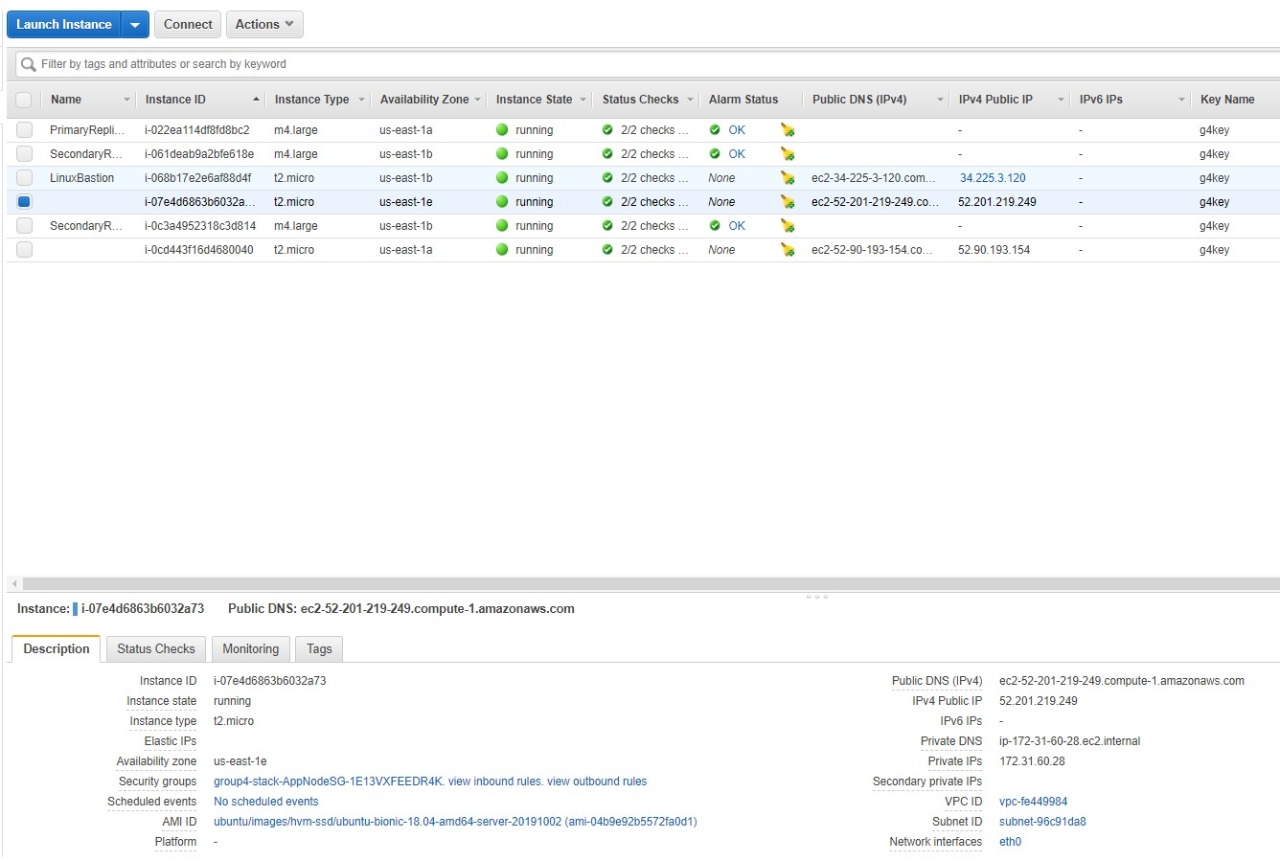 Launch Instance Connect Actions
Filter by tags and attributes or search by keyword
Name Instance ID Instance Type Availability Zone Instance State Status Checks Alarm Status Public DNS (IPv4) IPv4 Public IP IPv6 IPs Key Name
PrimaryRepli... i-022ea114df8fd8bc2 m4.large us-east-1a running 2/2 checks ... OK - - g4key
SecondaryR... i-061deab9a2bfe618e m4.large us-east-1b running 2/2 checks ... OK - - g4key
LinuxBastion i-068b17e2e6af88d4f t2.micro us-east-1b running 2/2 checks ... None ec2-34-225-3-120.com... 34.225.3.120 - g4key
i-07e4d6863b6032a... t2.micro us-east-1e running 2/2 checks ... None ec2-52-201-219-249.co... 52.201.219.249 - g4key
SecondaryR... i-0c3a4952318c3d814 m4.large us-east-1b running 2/2 checks ... OK - - g4key
i-0cd443f16d4680040 t2.micro us-east-1a running 2/2 checks ... None ec2-52-90-193-154.co... 52.90.193.154 - g4key
Instance: i-07e4d6863b6032a73 Public DNS: ec2-52-201-219-249.compute-1.amazonaws.com
Description Status Checks Monitoring Tags
Instance ID i-07e4d6863b6032a73 Public DNS (IPv4) ec2-52-201-219-249.compute-1.amazonaws.com
Instance state running IPv4 Public IP 52.201.219.249
Instance type t2.micro IPv6 IPs -
Elastic IPs Private DNS ip-172-31-60-28.ec2.internal
Availability zone us-east-1e Private IPs 172.31.60.28
Security groups group4-stack-AppNodeSG-1E13VXFEEDR4K. view inbound rules. view outbound rules Secondary private IPs
Scheduled events No scheduled events VPC ID vpc-fe449984
AMI ID ubuntu/images/hvm-ssd/ubuntu-bionic-18.04-amd64-server-20191002 (ami-04b9e92b5572fa0d1) Subnet ID subnet-96c91da8
Platform - Network interfaces eth0